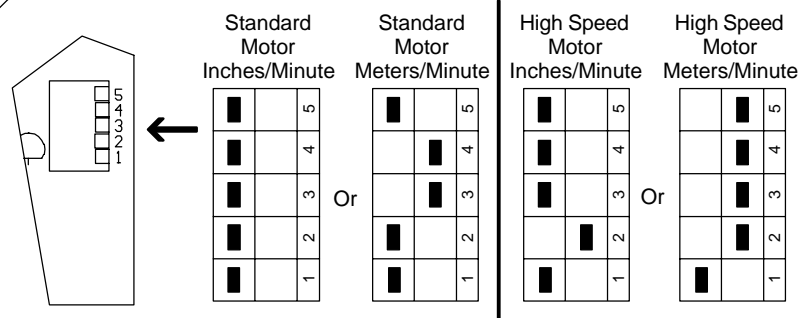 Standard
Motor
Inches/Minute
Standard
Motor
Meters/Minute
High Speed
Motor
Inches/Minute
High Speed
Motor
Meters/Minute
5
4
3
2
1
5
4
3
2
1
Or
5
4
3
2
1
5
4
3
2
1
Or
5
4
3
2
1